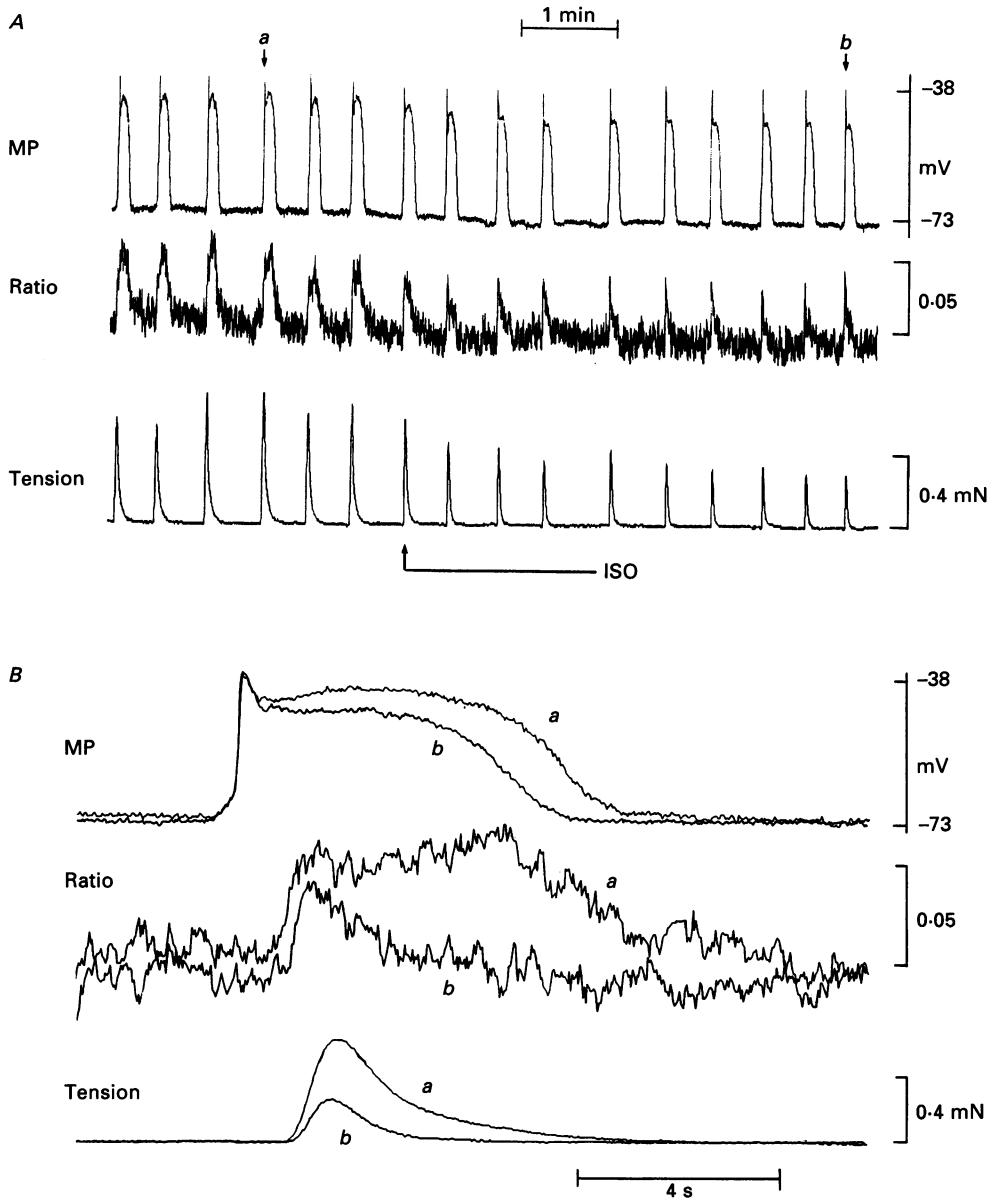 A
1 min
a
b
MP
–38
mV
–73
Ratio
0·05
Tension
0·4 mN
ISO
B
MP
–38
a
b
mV
–73
Ratio
a
0·05
b
Tension
a
0·4 mN
b
4 s